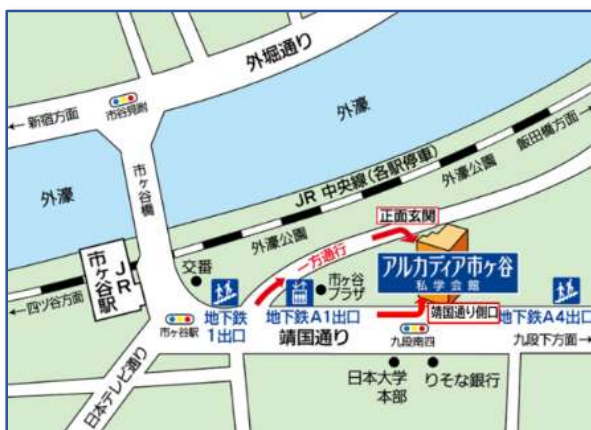 外堀通り
←新宿方面
市谷見附
外濠
飯田橋方面→
市ヶ谷橋
JR 中央線(各駅停車)
外濠公園
外濠
正面玄関
外濠公園
一方通行
アルカディア市ヶ谷
私学会館
JR
市ヶ谷駅
交番
市ヶ谷
プラザ
←四ツ谷方面
地下鉄
1出口
地下鉄A1出口
靖国通り側口
地下鉄A4出口
市ヶ谷駅
靖国通り
九段南四
九段下方面→
日本テレビ通り
日本大学
本部
りそな銀行